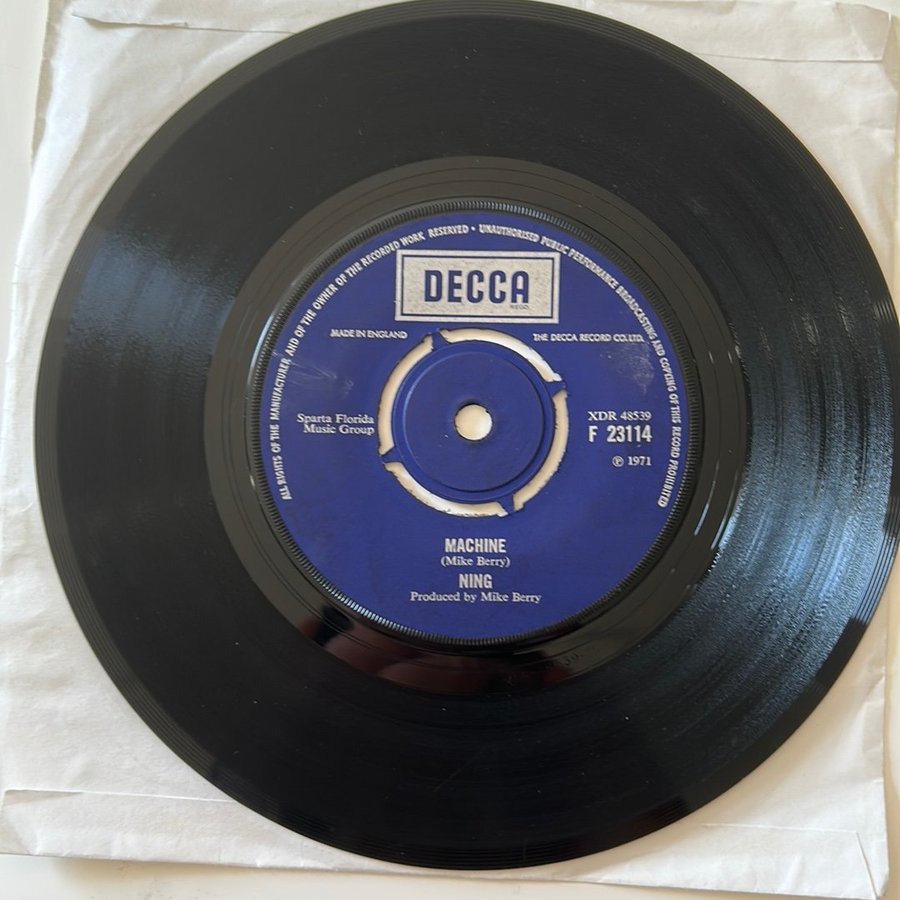 ALL RIGHTS OF THE MANUFACTURER AND OF THE OWNER OF THE RECORDED WORK RESERVED • UNAUTHORISED PUBLIC PERFORMANCE BROADCASTING AND COPYING OF THIS RECORD PROHIBITED
DECCA
REGD.
MADE IN ENGLAND
THE DECCA RECORD CO. LTD.
Sparta Florida
Music Group
XDR 48539
F 23114
℗ 1971
MACHINE
(Mike Berry)
NING
Produced by Mike Berry